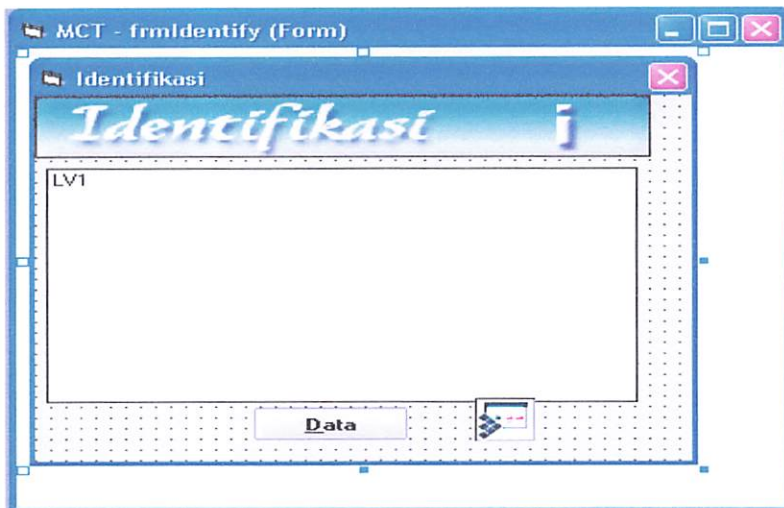 MCT - frmIdentify (Form)
Identifikasi
Identifikasi i
LV1
Data